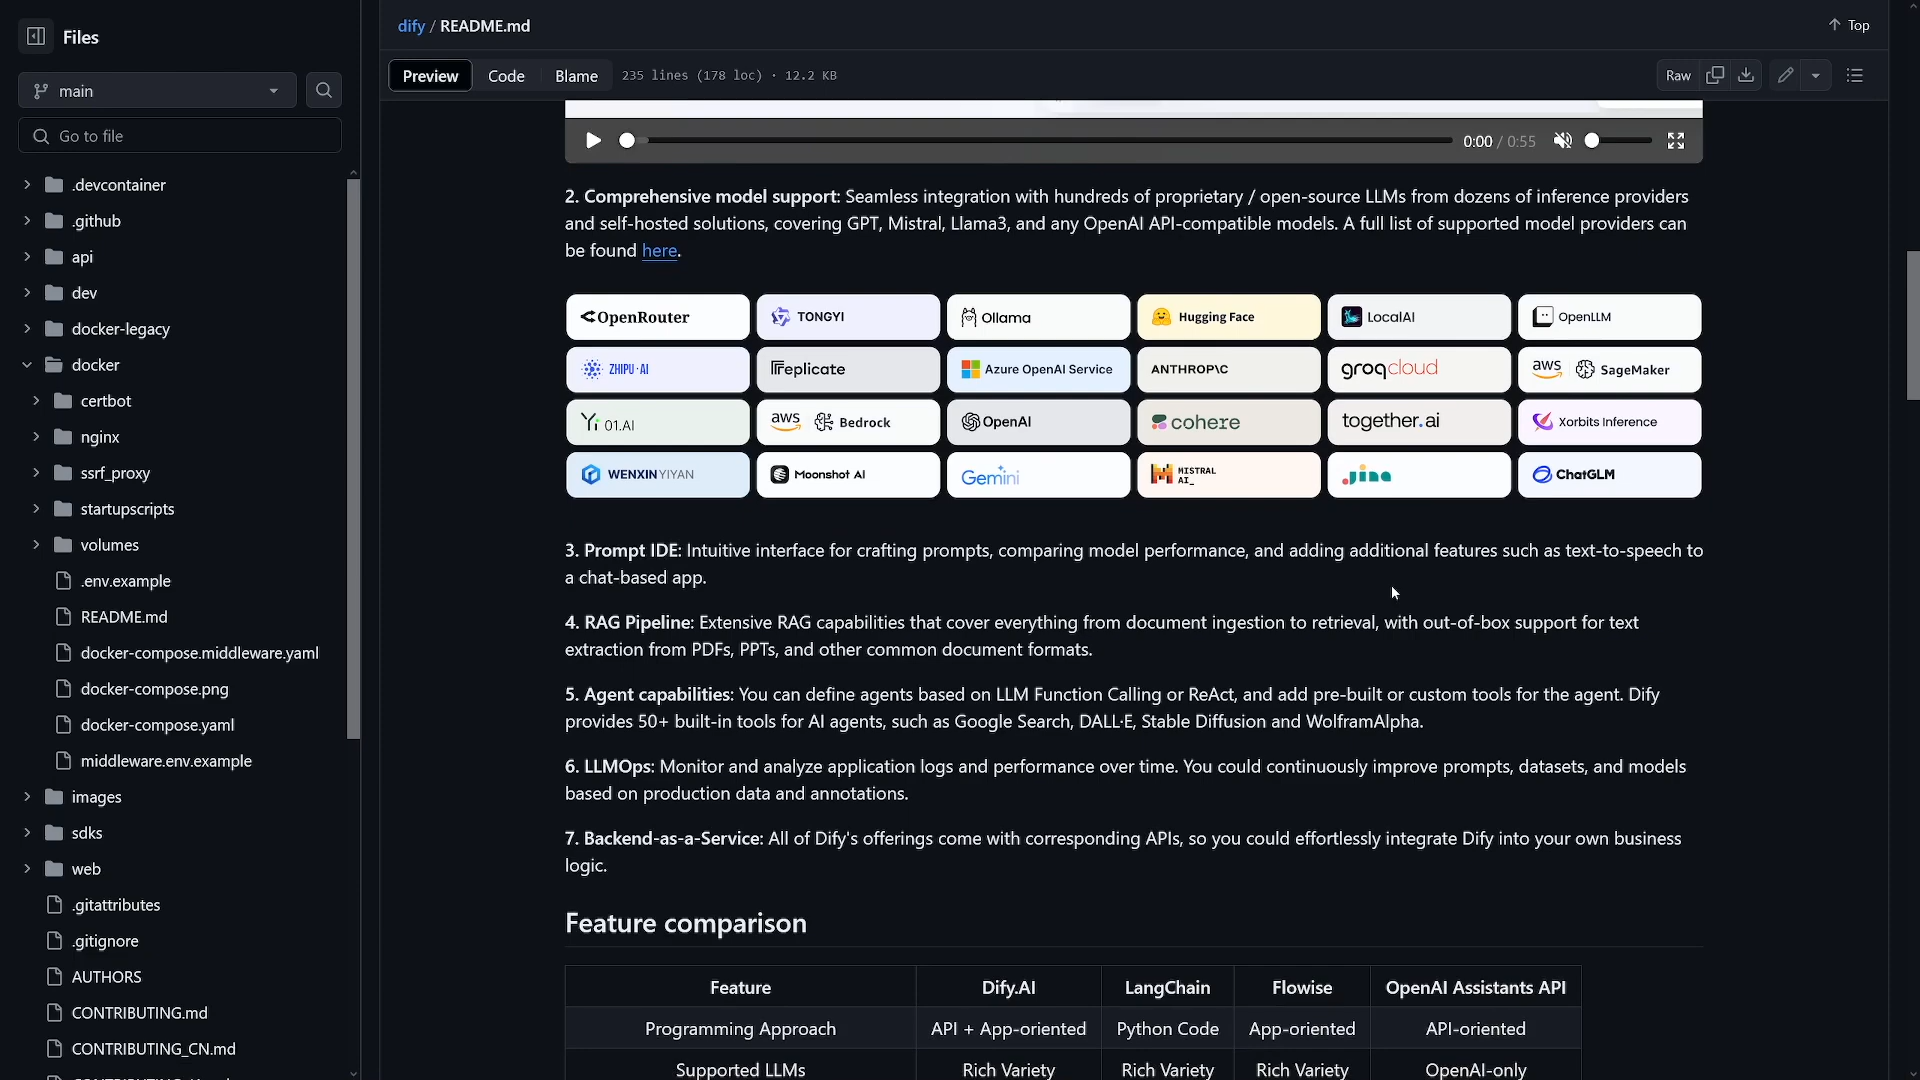 Files
main
Go to file
.devcontainer
.github
api
dev
docker-legacy
docker
certbot
nginx
ssrf_proxy
startupscripts
volumes
.env.example
README.md
docker-compose.middleware.yaml
docker-compose.png
docker-compose.yaml
middleware.env.example
images
sdks
web
.gitattributes
.gitignore
AUTHORS
CONTRIBUTING.md
CONTRIBUTING_CN.md
dify / README.md
Top
Preview Code Blame 235 lines (178 loc) · 12.2 KB
Raw
0:00 / 0:55
2. Comprehensive model support: Seamless integration with hundreds of proprietary / open-source LLMs from dozens of inference providers
and self-hosted solutions, covering GPT, Mistral, Llama3, and any OpenAI API-compatible models. A full list of supported model providers can
be found here.
OpenRouter TONGYI Ollama Hugging Face LocalAI OpenLLM
ZHIPU·AI Replicate Azure OpenAI Service ANTHROP\C groqcloud aws SageMaker
Yi 01.AI aws Bedrock OpenAI cohere together.ai Xorbits Inference
WENXIN YIYAN Moonshot AI Gemini MISTRAL AI_ Jina ChatGLM
3. Prompt IDE: Intuitive interface for crafting prompts, comparing model performance, and adding additional features such as text-to-speech to
a chat-based app.
4. RAG Pipeline: Extensive RAG capabilities that cover everything from document ingestion to retrieval, with out-of-box support for text
extraction from PDFs, PPTs, and other common document formats.
5. Agent capabilities: You can define agents based on LLM Function Calling or ReAct, and add pre-built or custom tools for the agent. Dify
provides 50+ built-in tools for AI agents, such as Google Search, DALL·E, Stable Diffusion and WolframAlpha.
6. LLMOps: Monitor and analyze application logs and performance over time. You could continuously improve prompts, datasets, and models
based on production data and annotations.
7. Backend-as-a-Service: All of Dify's offerings come with corresponding APIs, so you could effortlessly integrate Dify into your own business
logic.
Feature comparison
Feature Dify.AI LangChain Flowise OpenAI Assistants API
Programming Approach API + App-oriented Python Code App-oriented API-oriented
Supported LLMs Rich Variety Rich Variety Rich Variety OpenAI-only